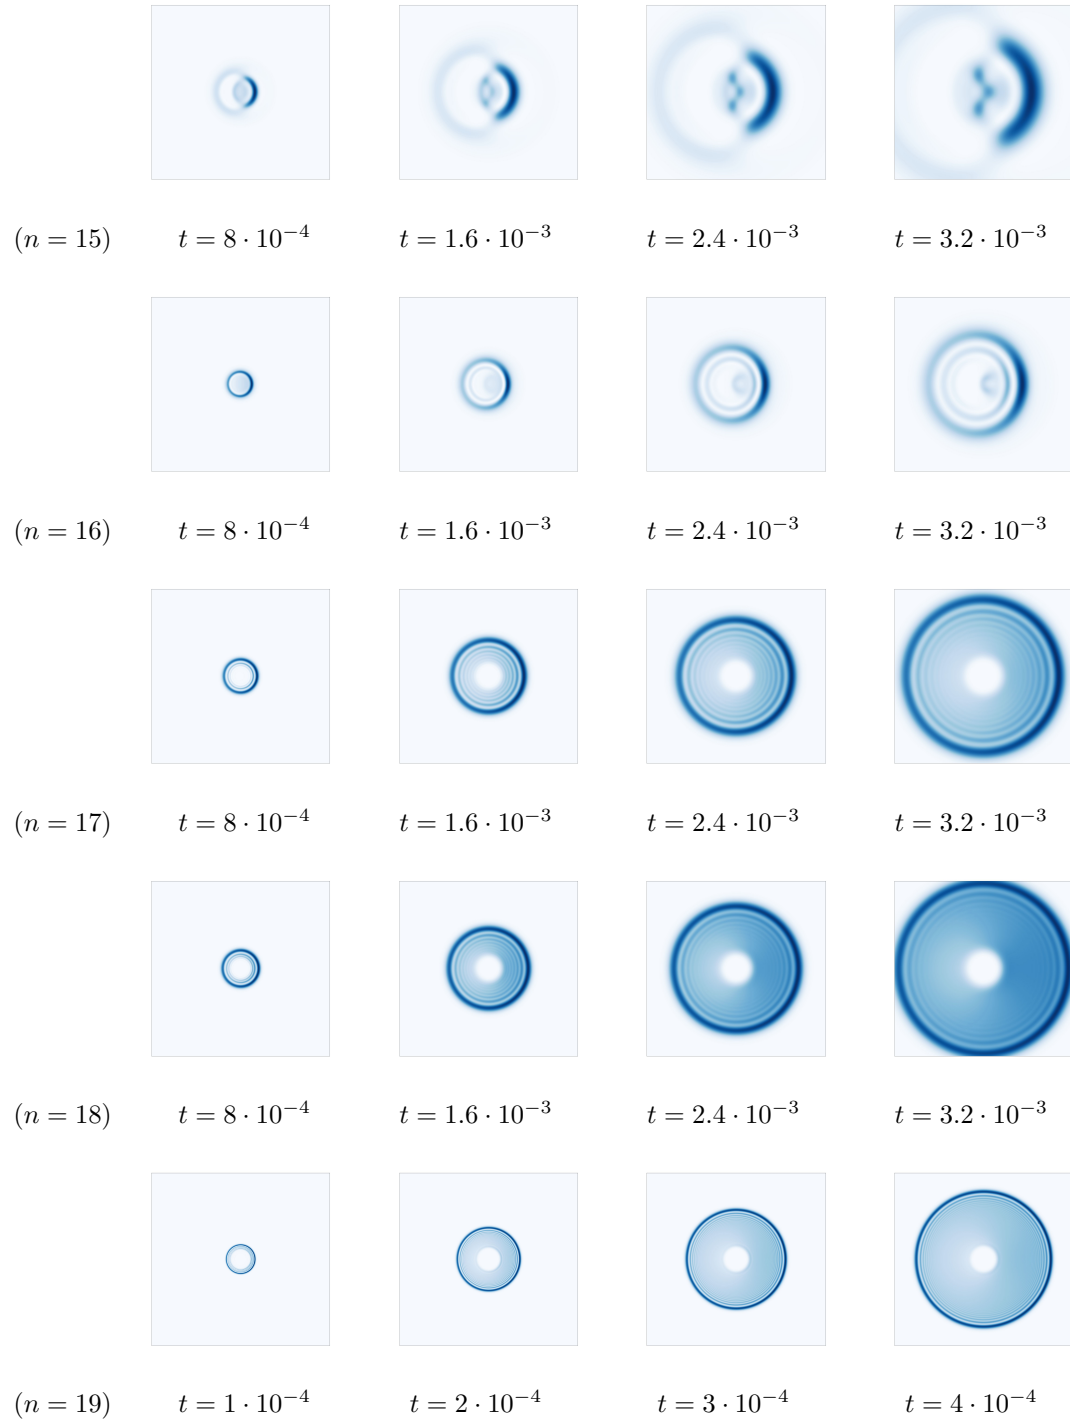 (n = 15) t = 8 · 10⁻⁴ t = 1.6 · 10⁻³ t = 2.4 · 10⁻³ t = 3.2 · 10⁻³
(n = 16) t = 8 · 10⁻⁴ t = 1.6 · 10⁻³ t = 2.4 · 10⁻³ t = 3.2 · 10⁻³
(n = 17) t = 8 · 10⁻⁴ t = 1.6 · 10⁻³ t = 2.4 · 10⁻³ t = 3.2 · 10⁻³
(n = 18) t = 8 · 10⁻⁴ t = 1.6 · 10⁻³ t = 2.4 · 10⁻³ t = 3.2 · 10⁻³
(n = 19) t = 1 · 10⁻⁴ t = 2 · 10⁻⁴ t = 3 · 10⁻⁴ t = 4 · 10⁻⁴